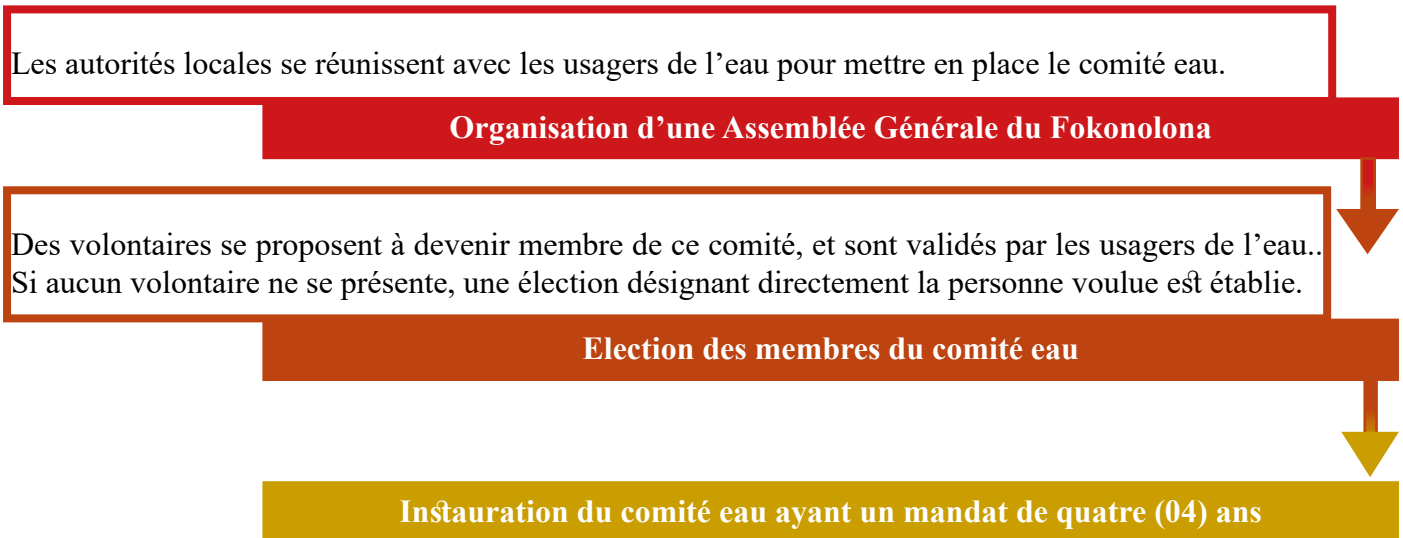 Les autorités locales se réunissent avec les usagers de l’eau pour mettre en place le comité eau.
Organisation d’une Assemblée Générale du Fokonolona
Des volontaires se proposent à devenir membre de ce comité, et sont validés par les usagers de l’eau..
Si aucun volontaire ne se présente, une élection désignant directement la personne voulue est établie.
Election des membres du comité eau
Instauration du comité eau ayant un mandat de quatre (04) ans